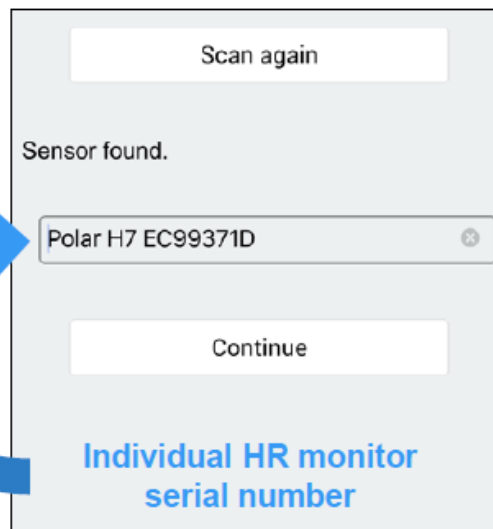 Scan again
Sensor found.
Polar H7 EC99371D
Continue
Individual HR monitor
serial number